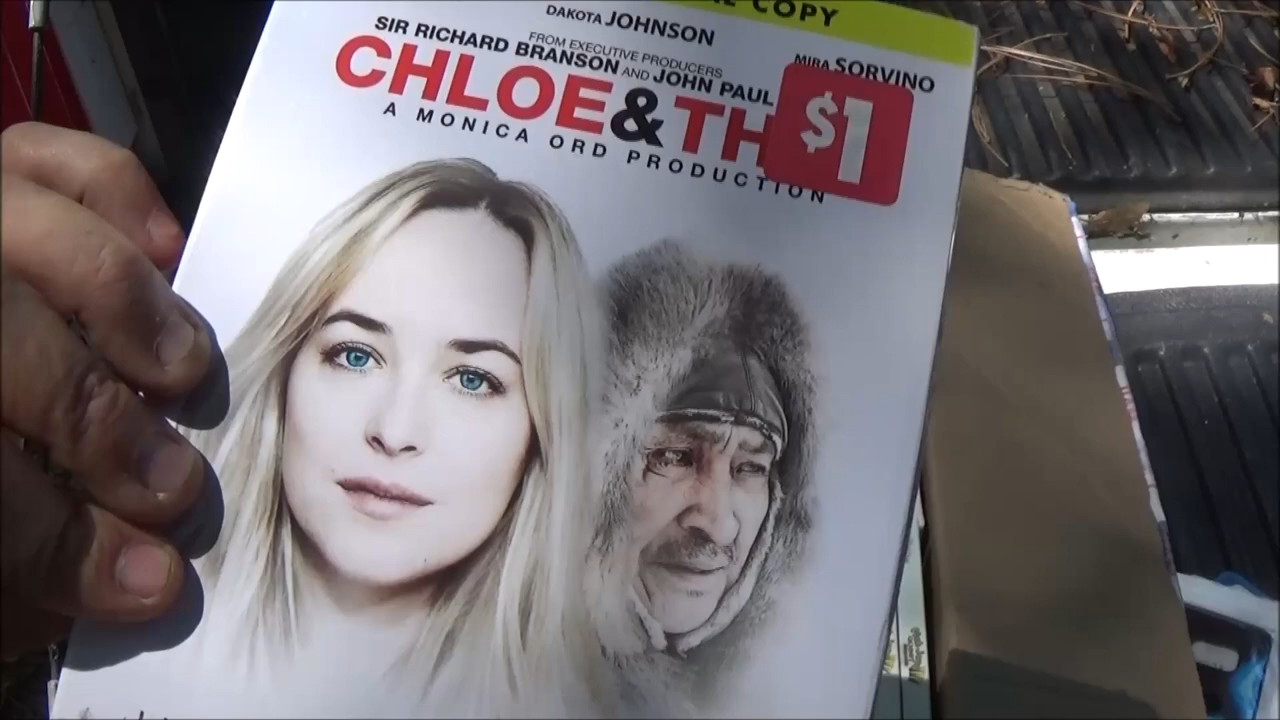 COPY
DAKOTA JOHNSON
MIRA SORVINO
FROM EXECUTIVE PRODUCERS
SIR RICHARD BRANSON AND JOHN PAUL
CHLOE & TH
$1
A MONICA ORD PRODUCTION